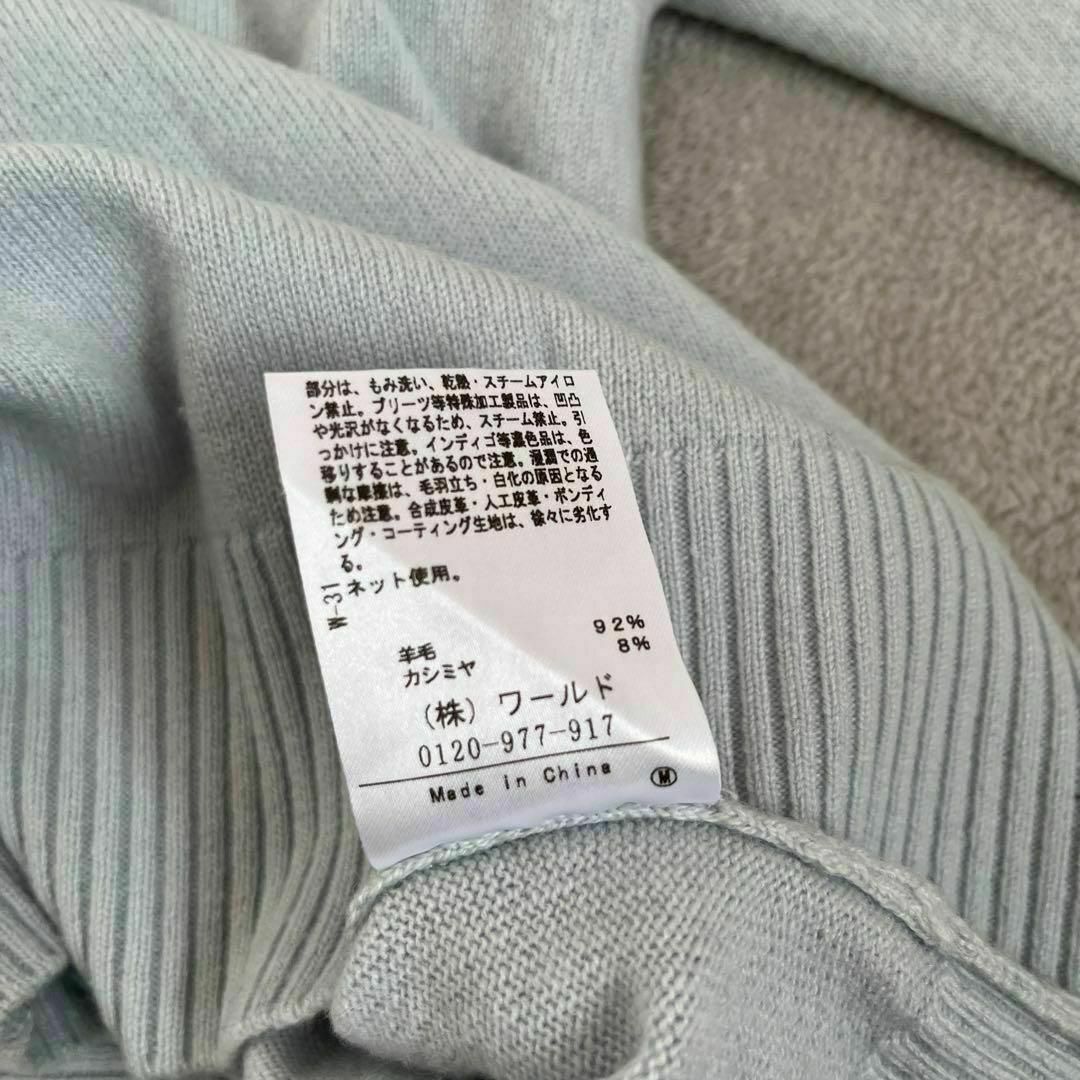 部分は、もみ洗い、乾熱・スチームアイロ
ン禁止。プリーツ等特殊加工製品は、凹凸
や光沢がなくなるため、スチーム禁止。引
っかけに注意。インディゴ等濃色品は、色
移りすることがあるので注意。湿潤での過
剰な摩擦は、毛羽立ち・白化の原因となる
ため注意。合成皮革・人工皮革・ボンディ
ング・コーティング生地は、徐々に劣化す
る。
ネット使用。
W-31
羊毛 92%
カシミヤ 8%
(株) ワールド
0120-977-917
Made in China Ⓜ